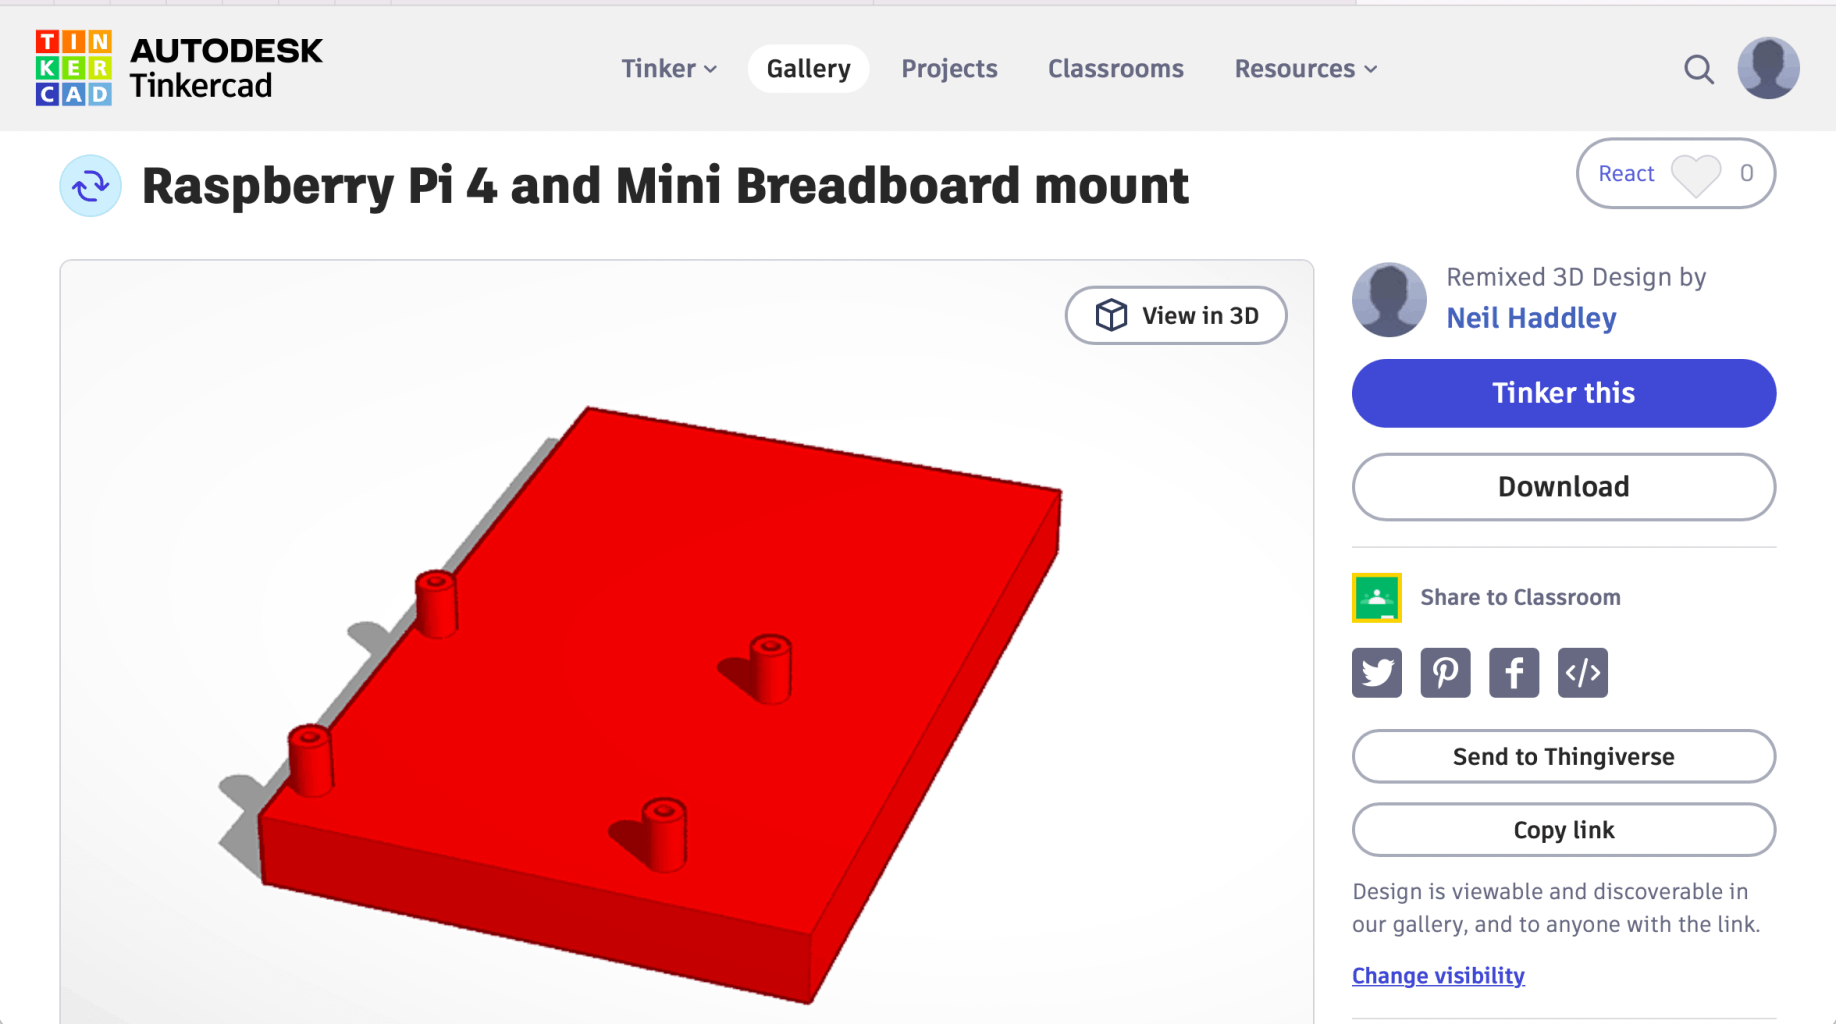 TIN
KER
CAD
AUTODESK
Tinkercad
Tinker
Gallery
Projects
Classrooms
Resources
Raspberry Pi 4 and Mini Breadboard mount
React
0
View in 3D
Remixed 3D Design by
Neil Haddley
Tinker this
Download
Share to Classroom
Send to Thingiverse
Copy link
Design is viewable and discoverable in
our gallery, and to anyone with the link.
Change visibility